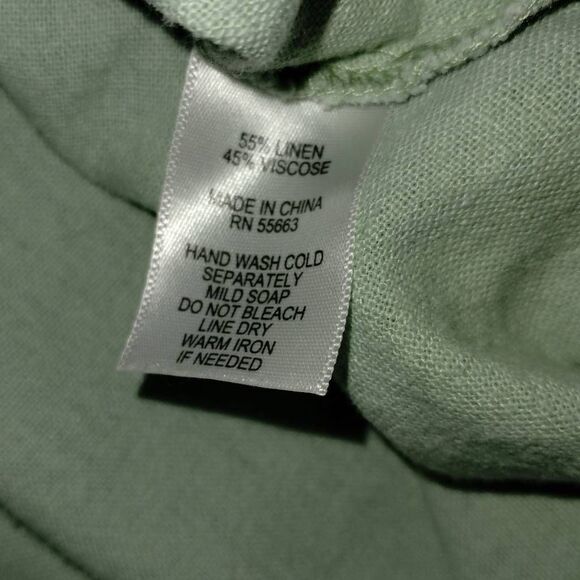 55% LINEN
45% VISCOSE
MADE IN CHINA
RN 55663
HAND WASH COLD
SEPARATELY
MILD SOAP
DO NOT BLEACH
LINE DRY
WARM IRON
IF NEEDED